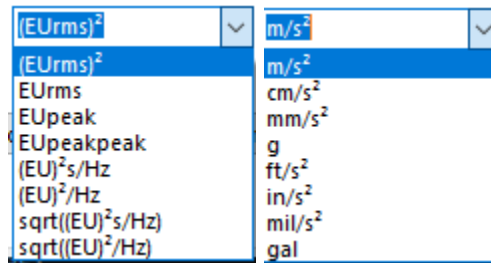 (EUrms)²
(EUrms)²
EUrms
EUpeak
EUpeakpeak
(EU)²s/Hz
(EU)²/Hz
sqrt((EU)²s/Hz)
sqrt((EU)²/Hz)
m/s²
m/s²
cm/s²
mm/s²
g
ft/s²
in/s²
mil/s²
gal